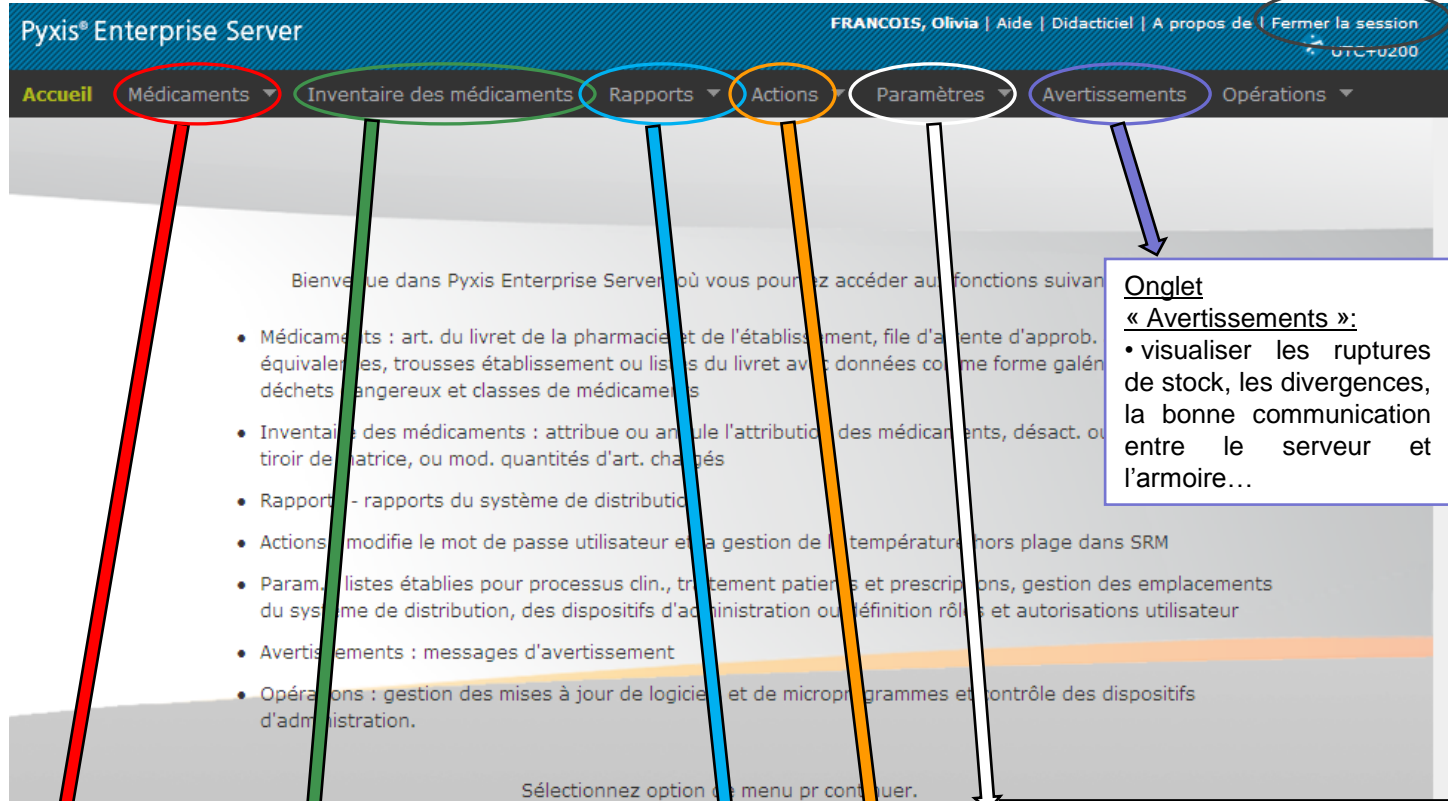 Pyxis® Enterprise Server
FRANCOIS, Olivia | Aide | Didacticiel | A propos de | Fermer la session
UTC+0200
Accueil Médicaments Inventaire des médicaments Rapports Actions Paramètres Avertissements Opérations
Bienvenue dans Pyxis Enterprise Server, où vous pourrez accéder aux fonctions suivan
• Médicaments : art. du livret de la pharmacie et de l'établissement, file d'attente d'approb.
équivalences, trousses établissement ou listes du livret avec données comme forme galén
déchets dangereux et classes de médicaments
• Inventaire des médicaments : attribue ou annule l'attribution des médicaments, désact. ou
tiroir de matrice, ou mod. quantités d'art. chargés
• Rapports - rapports du système de distribution
• Actions : modifie le mot de passe utilisateur et la gestion de la température hors plage dans SRM
• Param. : listes établies pour processus clin., traitement patients et prescriptions, gestion des emplacements
du système de distribution, des dispositifs d'administration ou définition rôles et autorisations utilisateur
• Avertissements : messages d'avertissement
• Opérations : gestion des mises à jour de logiciels et de microprogrammes et contrôle des dispositifs
d'administration.
Sélectionnez option de menu pr continuer.
Onglet
« Avertissements »:
• visualiser les ruptures
de stock, les divergences,
la bonne communication
entre le serveur et
l'armoire…